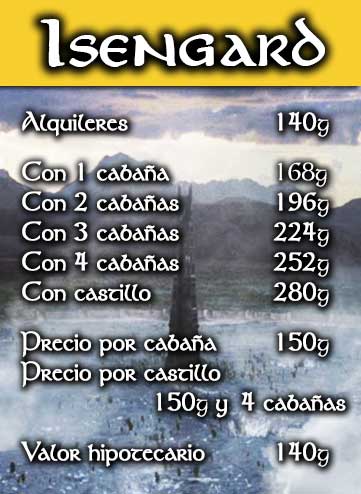 Isengard
Alquileres 140g
Con 1 cabaña 168g
Con 2 cabañas 196g
Con 3 cabañas 224g
Con 4 cabañas 252g
Con castillo 280g
Precio por cabaña 150g
Precio por castillo
150g y 4 cabañas
Valor hipotecario 140g